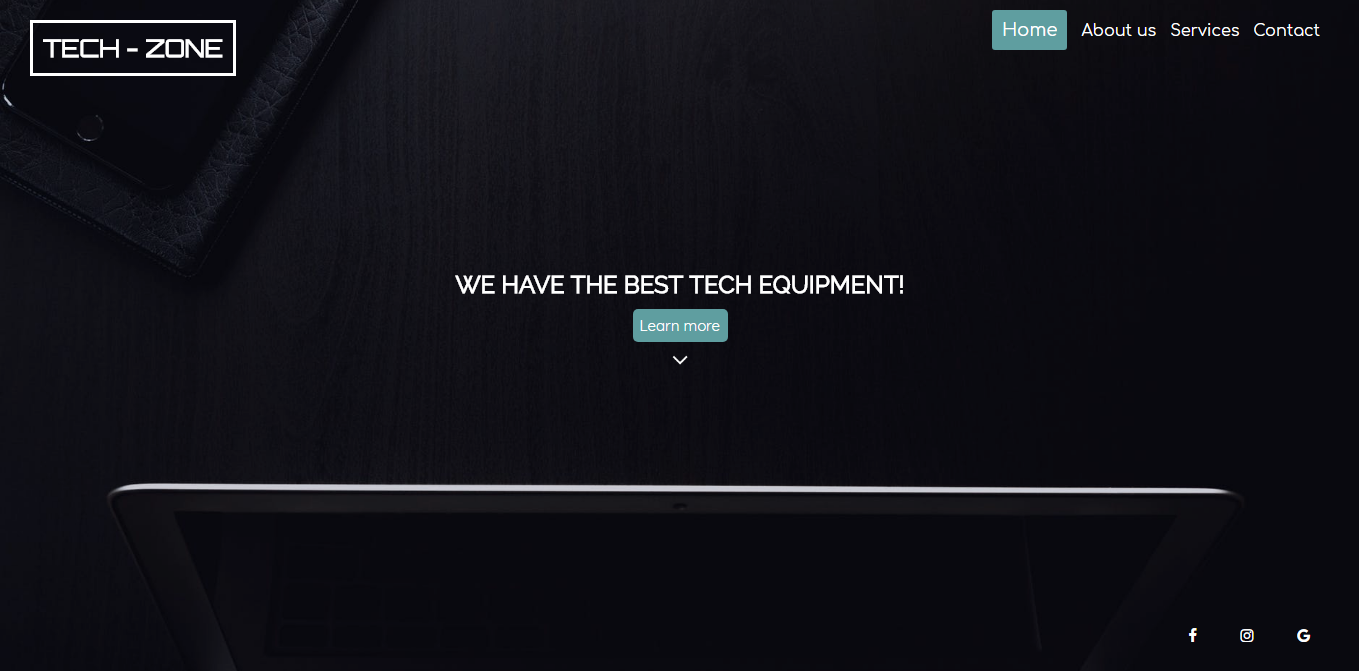 TECH - ZONE
Home About us Services Contact
WE HAVE THE BEST TECH EQUIPMENT!
Learn more